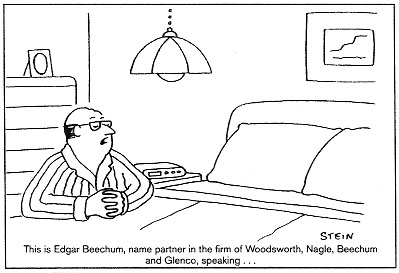 STEIN
This is Edgar Beechum, name partner in the firm of Woodsworth, Nagle, Beechum
and Glenco, speaking . . .